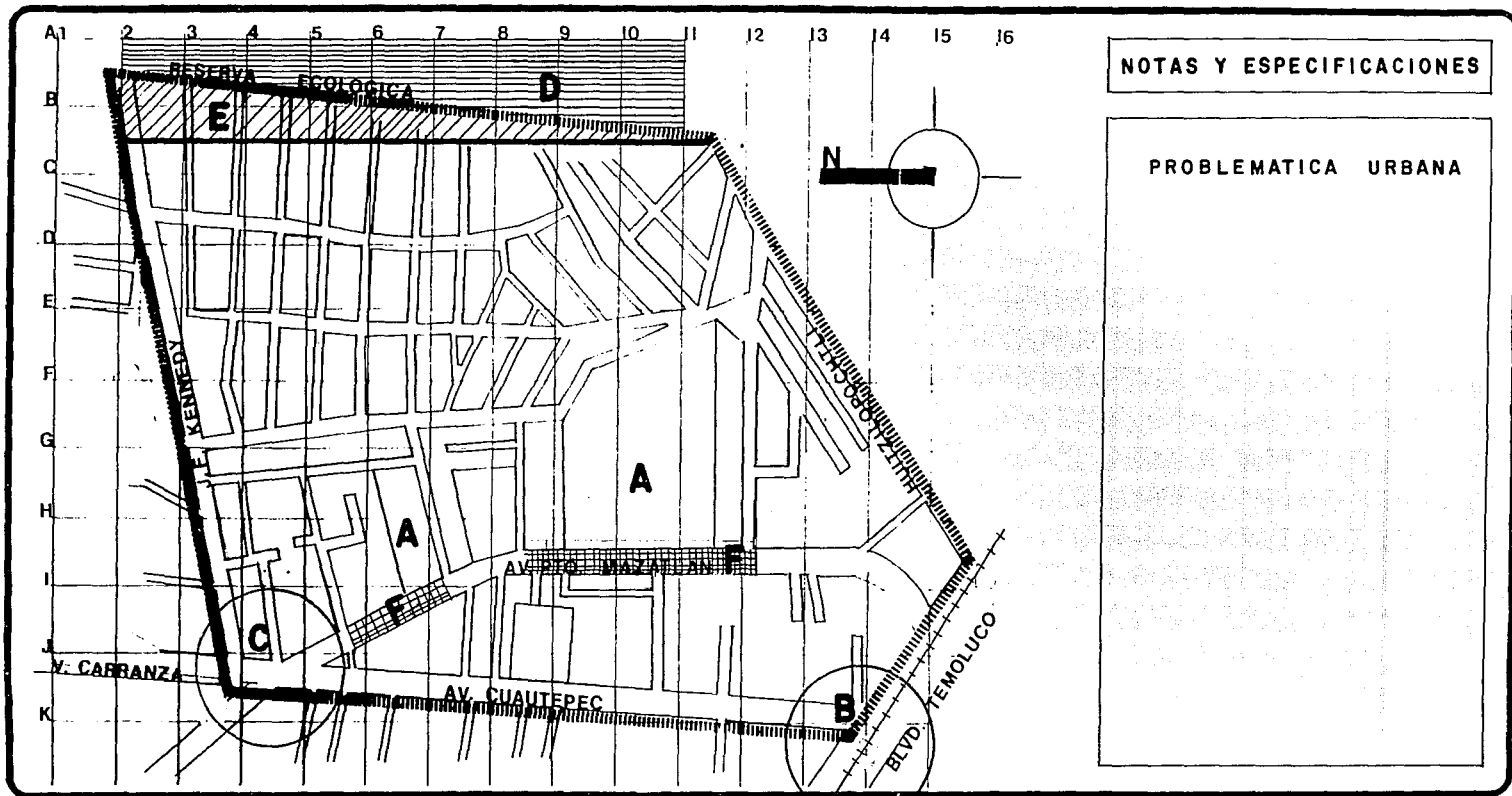 A 1 2 3 4 5 6 7 8 9 10 11 12 13 14 15 16
NOTAS Y ESPECIFICACIONES
PROBLEMATICA URBANA
RESERVA ECOLOGICA
D
B
E
N
C
D
E
F
G
H
I
J
K
J. F. KENNEDY
HUITZILOPOCHTLI
A
A
AV. PTO. MAZATLAN
F
F
C
V. CARRANZA
AV. CUAUTEPEC
B
BLVD. TEMOLUCO